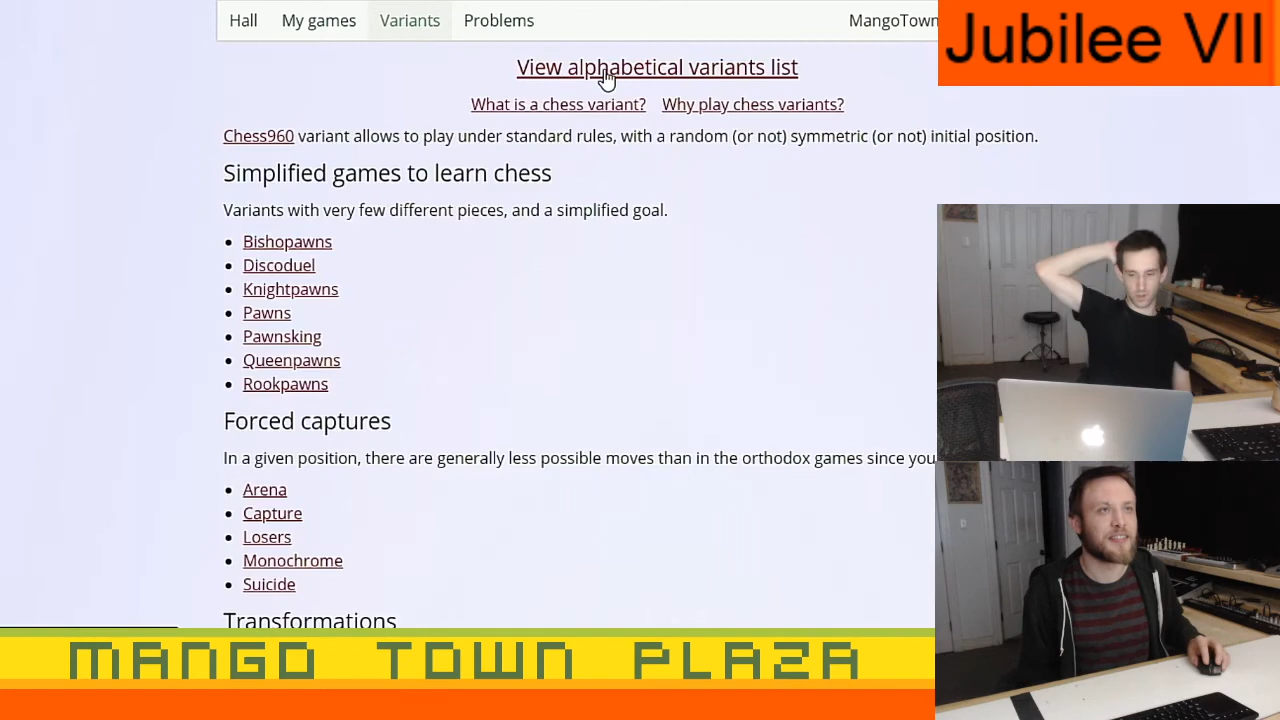 Hall My games Variants Problems MangoTown
Jubilee VII
View alphabetical variants list
What is a chess variant? Why play chess variants?
Chess960 variant allows to play under standard rules, with a random (or not) symmetric (or not) initial position.
Simplified games to learn chess
Variants with very few different pieces, and a simplified goal.
Bishopawns
Discoduel
Knightpawns
Pawns
Pawnsking
Queenpawns
Rookpawns
Forced captures
In a given position, there are generally less possible moves than in the orthodox games since you
Arena
Capture
Losers
Monochrome
Suicide
Transformations
MANGO TOWN PLAZA